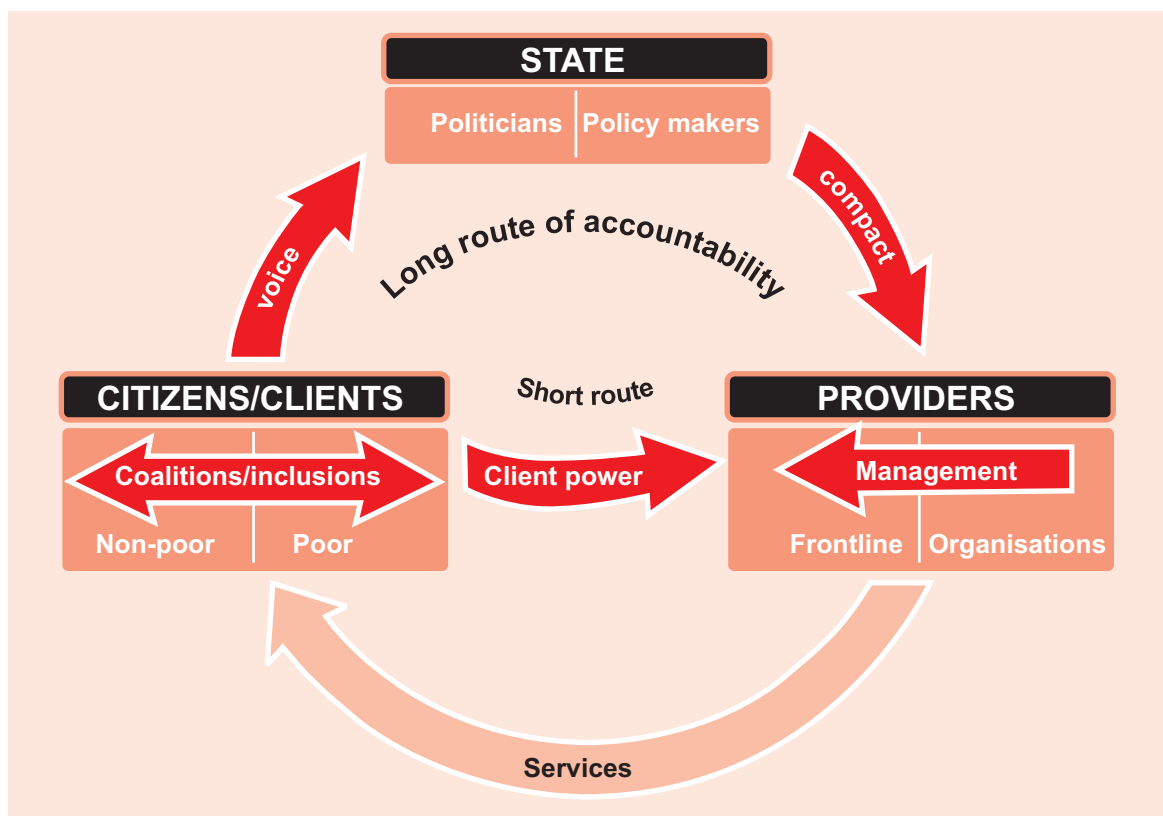 STATE
Politicians Policy makers
voice
compact
Long route of accountability
Short route
CITIZENS/CLIENTS
PROVIDERS
Coalitions/inclusions
Client power
Management
Non-poor Poor
Frontline Organisations
Services